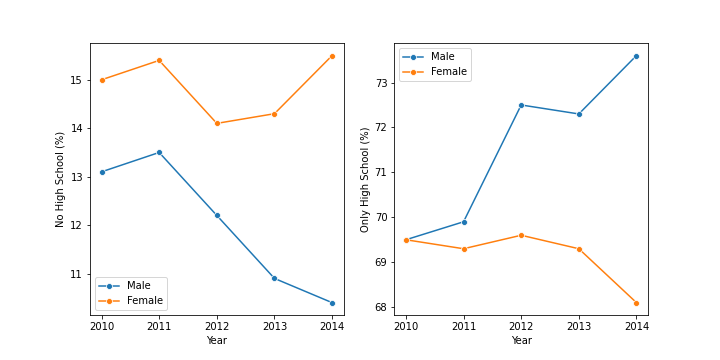 No High School (%)
15
14
13
12
11
Male
Female
2010 2011 2012 2013 2014
Year
Only High School (%)
Male
Female
73
72
71
70
69
68
2010 2011 2012 2013 2014
Year